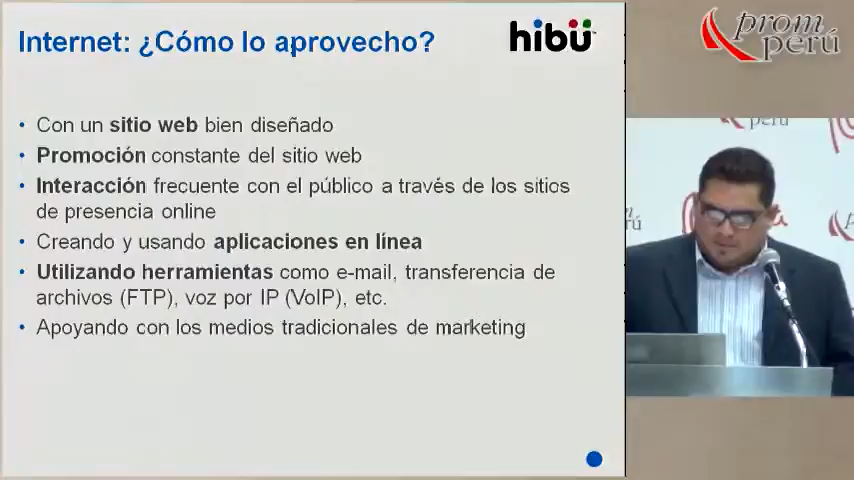 Internet: ¿Cómo lo aprovecho?
hibü
prom
perú
Con un sitio web bien diseñado
Promoción constante del sitio web
Interacción frecuente con el público a través de los sitios
de presencia online
Creando y usando aplicaciones en línea
Utilizando herramientas como e-mail, transferencia de
archivos (FTP), voz por IP (VoIP), etc.
Apoyando con los medios tradicionales de marketing
perú